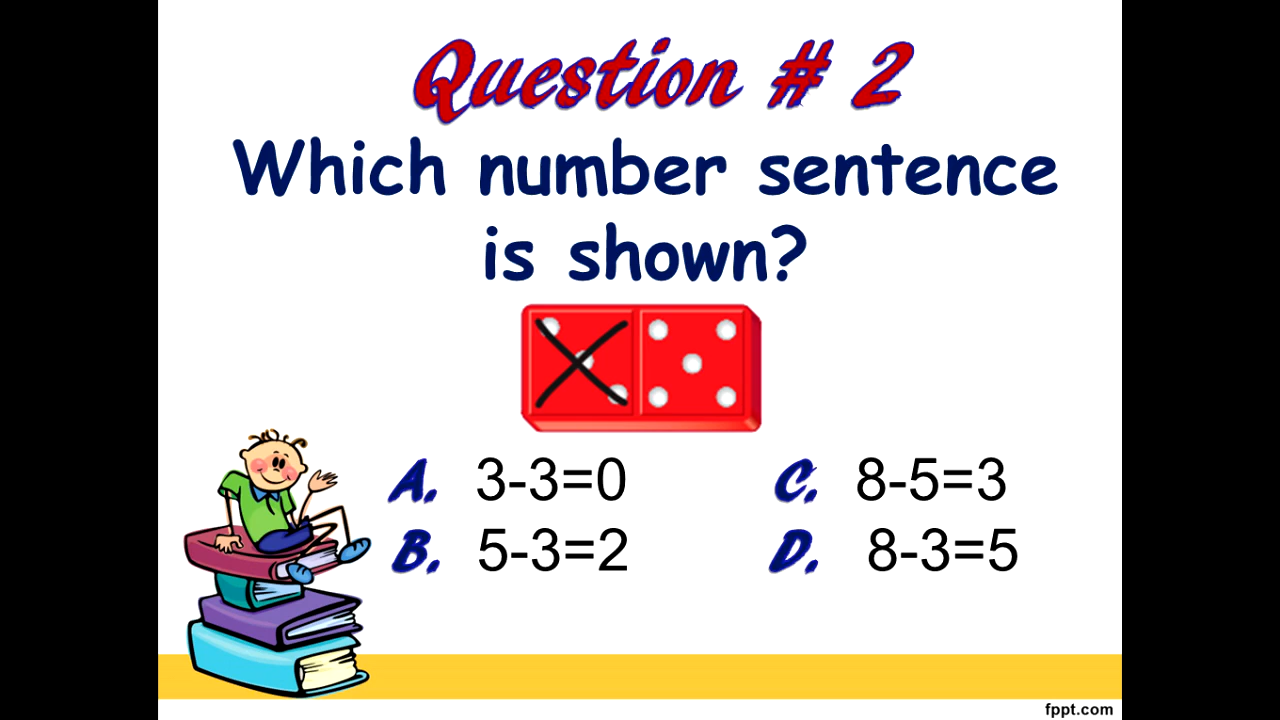 Question # 2
Which number sentence
is shown?
A. 3-3=0
C. 8-5=3
B. 5-3=2
D. 8-3=5
fppt.com